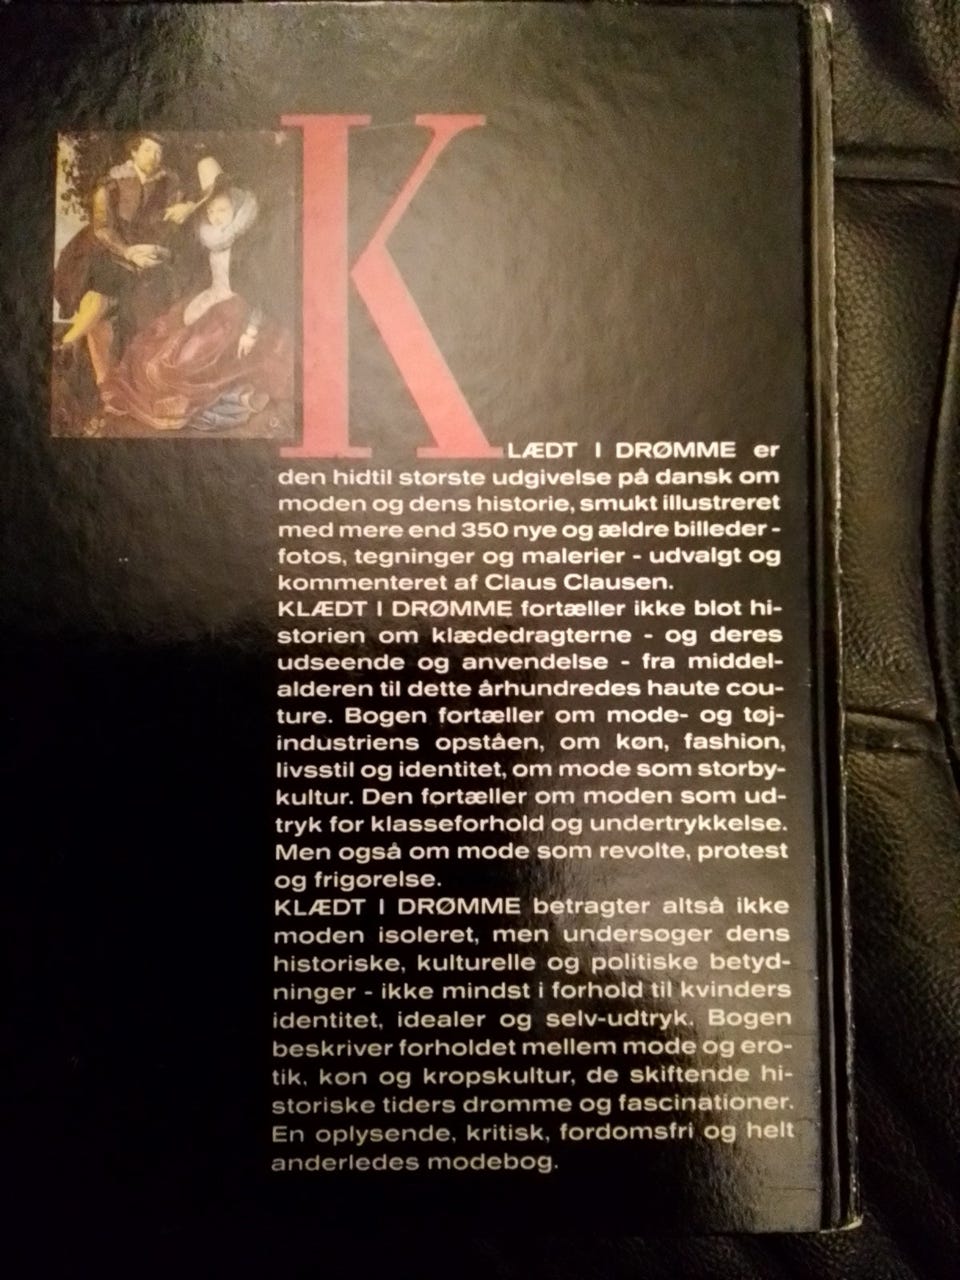 KLÆDT I DRØMME er
den hidtil største udgivelse på dansk om
moden og dens historie, smukt illustreret
med mere end 350 nye og ældre billeder -
fotos, tegninger og malerier - udvalgt og
kommenteret af Claus Clausen.
KLÆDT I DRØMME fortæller ikke blot hi-
storien om klædedragterne - og deres
udseende og anvendelse - fra middel-
alderen til dette århundredes haute cou-
ture. Bogen fortæller om mode- og tøj-
industriens opståen, om køn, fashion,
livsstil og identitet, om mode som storby-
kultur. Den fortæller om moden som ud-
tryk for klasseforhold og undertrykkelse.
Men også om mode som revolte, protest
og frigørelse.
KLÆDT I DRØMME betragter altså ikke
moden isoleret, men undersøger dens
historiske, kulturelle og politiske betyd-
ninger - ikke mindst i forhold til kvinders
identitet, idealer og selv-udtryk. Bogen
beskriver forholdet mellem mode og ero-
tik, køn og kropskultur, de skiftende hi-
storiske tiders drømme og fascinationer.
En oplysende, kritisk, fordomsfri og helt
anderledes modebog.